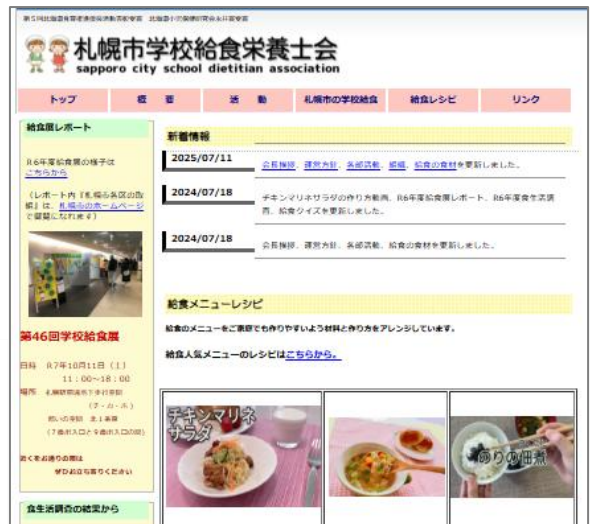 札幌市学校給食栄養士会
sapporo city school dietitian association
トップ
概 要
活 動
札幌市の学校給食
給食レシピ
リンク
給食展レポート
R6年度給食展の様子は
こちらから
(レポート内『札幌市各区の取
組』は、札幌市のホームページ
で閲覧になれます)
第46回学校給食展
日時 R7年10月11日(土)
11:00~18:00
(チ・カ・ホ)
近くをお通りの際は
ぜひお立ち寄りください
食生活調査の結果から
新着情報
2025/07/11
会長挨拶、運営方針、各部活動、組織、給食の食材を更新しました。
2024/07/18
チキンマリネサラダの作り方動画、R6年度給食展レポート、R6年度食生活調
査、給食クイズを更新しました。
2024/07/18
会長挨拶、運営方針、各部活動、給食の食材を更新しました。
給食メニューレシピ
給食のメニューをご家庭でも作りやすいよう材料と作り方をアレンジしています。
給食人気メニューのレシピはこちらから。
チキンマリネ
サラダ
のりの佃煮